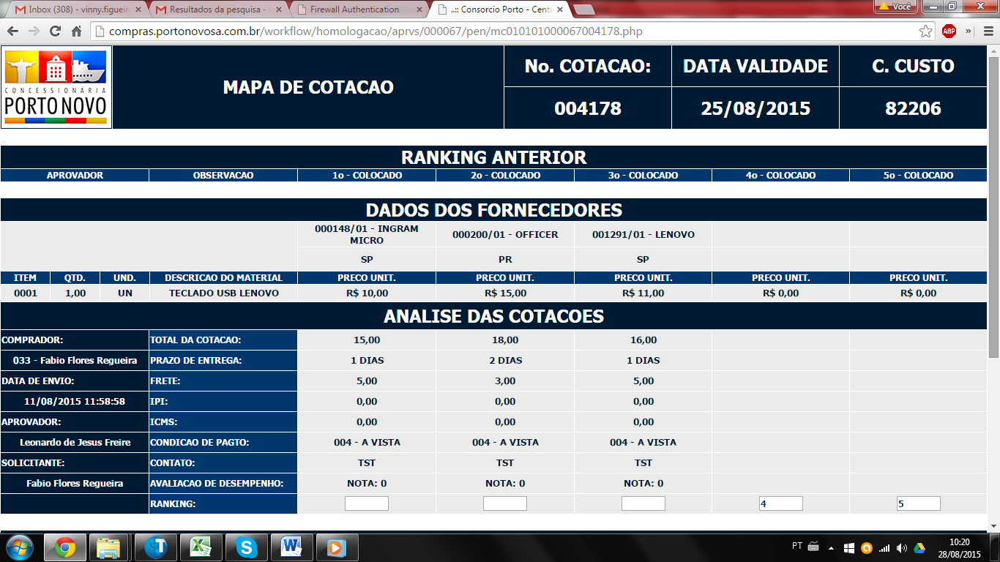 Inbox (308) - vinny.figueir
Resultados da pesquisa - v
Firewall Authentication
..:: Consorcio Porto - Cent
Você
compras.portonovosa.com.br/workflow/homologacao/aprvs/000067/pen/mc010101000067004178.php
ABP
»
CONCESSIONÁRIA
PORTO NOVO
MAPA DE COTACAO
No. COTACAO: DATA VALIDADE C. CUSTO
004178 25/08/2015 82206
RANKING ANTERIOR
APROVADOR OBSERVACAO 1o - COLOCADO 2o - COLOCADO 3o - COLOCADO 4o - COLOCADO 5o - COLOCADO
DADOS DOS FORNECEDORES
000148/01 - INGRAM MICRO 000200/01 - OFFICER 001291/01 - LENOVO
SP PR SP
ITEM QTD. UND. DESCRICAO DO MATERIAL PRECO UNIT. PRECO UNIT. PRECO UNIT. PRECO UNIT. PRECO UNIT.
0001 1,00 UN TECLADO USB LENOVO R$ 10,00 R$ 15,00 R$ 11,00 R$ 0,00 R$ 0,00
ANALISE DAS COTACOES
COMPRADOR: TOTAL DA COTACAO: 15,00 18,00 16,00
033 - Fabio Flores Regueira PRAZO DE ENTREGA: 1 DIAS 2 DIAS 1 DIAS
DATA DE ENVIO: FRETE: 5,00 3,00 5,00
11/08/2015 11:58:58 IPI: 0,00 0,00 0,00
APROVADOR: ICMS: 0,00 0,00 0,00
Leonardo de Jesus Freire CONDICAO DE PAGTO: 004 - A VISTA 004 - A VISTA 004 - A VISTA
SOLICITANTE: CONTATO: TST TST TST
Fabio Flores Regueira AVALIACAO DE DESEMPENHO: NOTA: 0 NOTA: 0 NOTA: 0
RANKING: 4 5
PT 10:20
28/08/2015